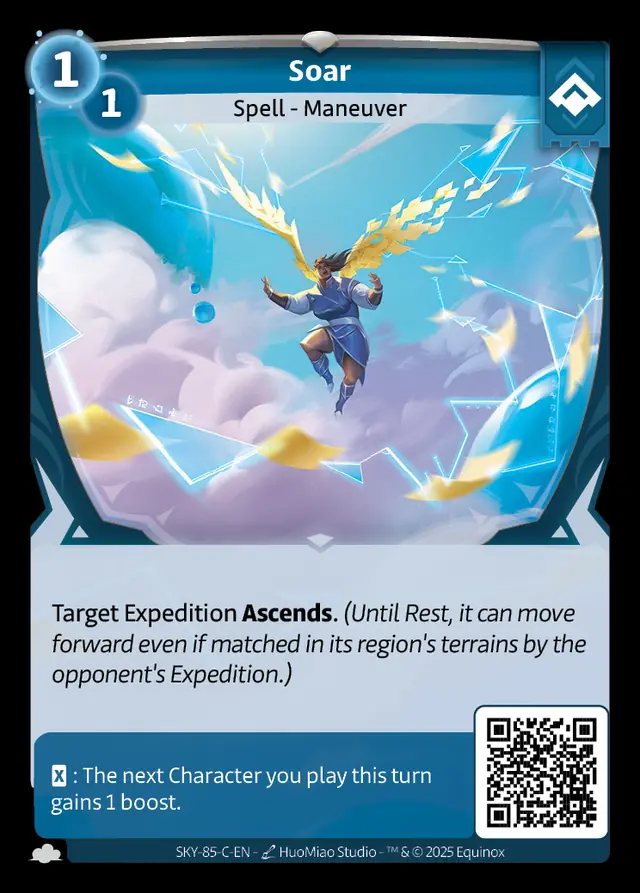 1
Soar
1
Spell - Maneuver
Target Expedition Ascends. (Until Rest, it can move
forward even if matched in its region's terrains by the
opponent's Expedition.)
X : The next Character you play this turn
gains 1 boost.
SKY-85-C-EN - HuoMiao Studio - ™ & © 2025 Equinox